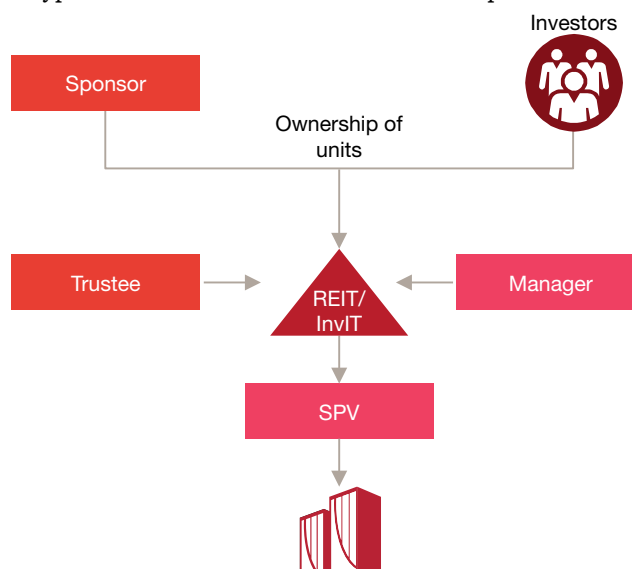 Investors
Sponsor
Ownership of
units
Trustee
REIT/
InvIT
Manager
SPV